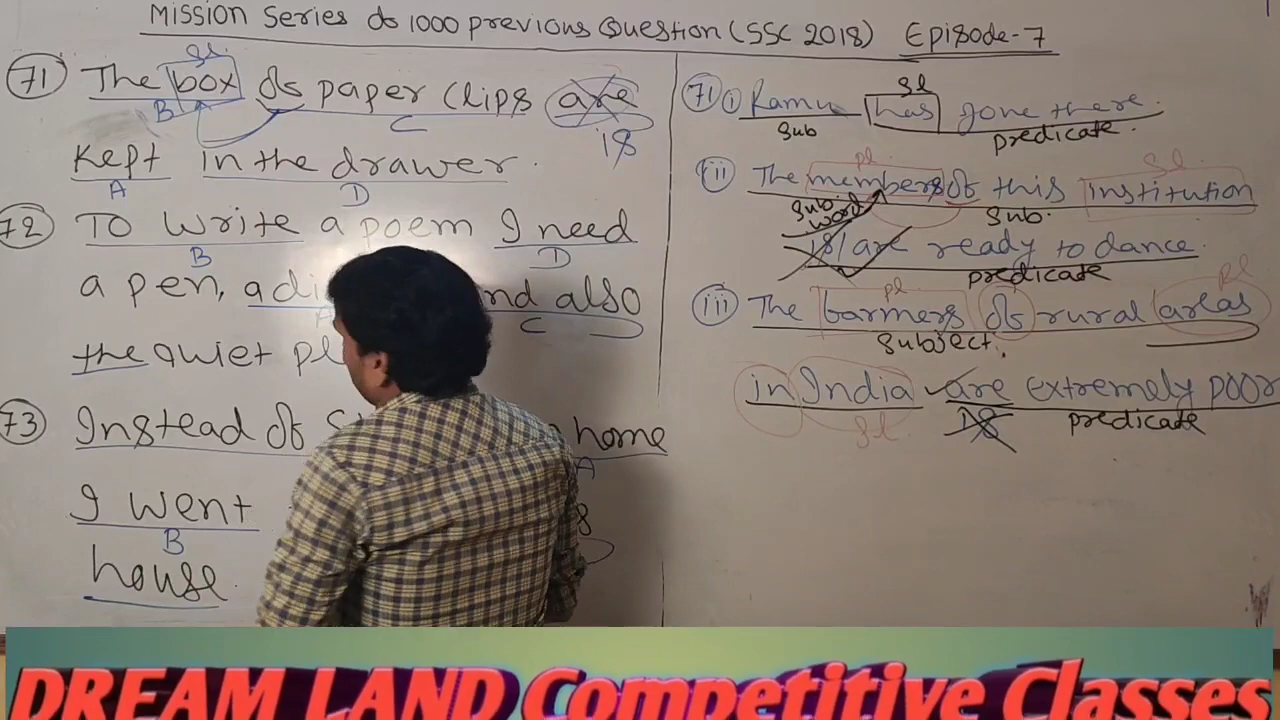 Mission Series of 1000 previous Question (SSC 2018) Episode-7
71) The box of paper clips are
sl.
B
C
is
kept in the drawer.
A
D
72) To write a poem I need
B
D
a pen, a and also
C
the quiet
73) Instead of home
A
I went
B
house.
71) i) Ramu has gone there.
sl
sub
predicate.
ii) The members of this institution
pl.
sl.
sub. word
sub.
is/are ready to dance.
predicate
iii) The farmers of rural areas
pl.
pl
subject.
in India are extremely poor
sl.
is
predicate
DREAM LAND Competitive Classes